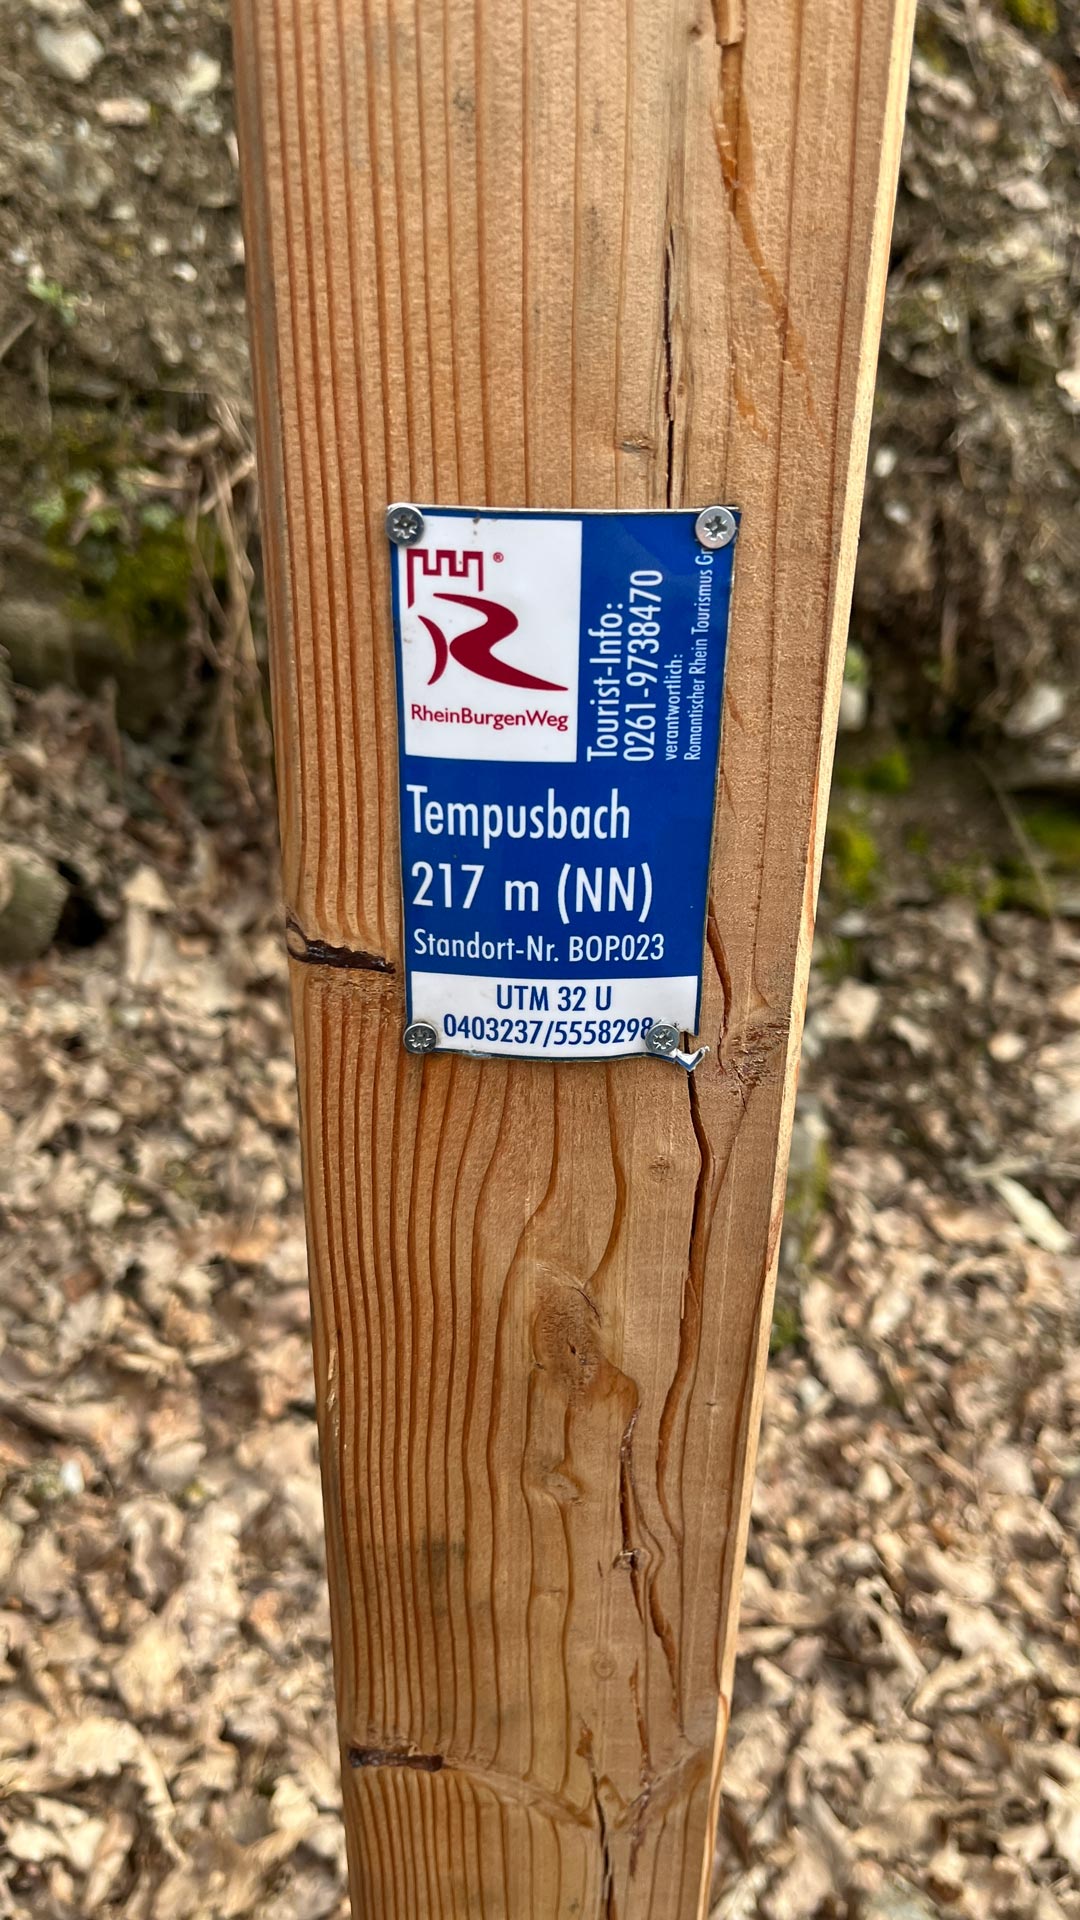 ®
RheinBurgenWeg
Tourist-Info:
0261-9738470
verantwortlich:
Romantischer Rhein Tourismus
Tempusbach
217 m (NN)
Standort-Nr. BOP.023
UTM 32 U
0403237/5558298